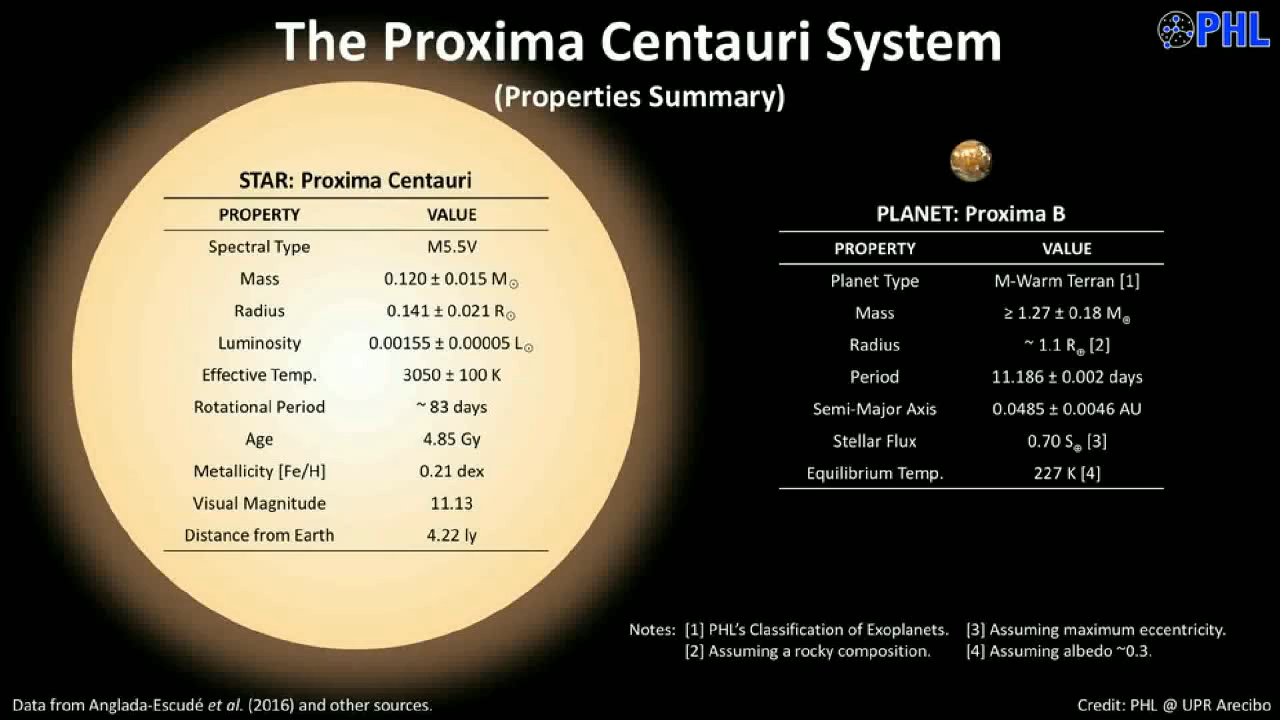 The Proxima Centauri System
PHL
(Properties Summary)
STAR: Proxima Centauri
PROPERTY VALUE
Spectral Type M5.5V
Mass 0.120 ± 0.015 M☉
Radius 0.141 ± 0.021 R☉
Luminosity 0.00155 ± 0.00005 L☉
Effective Temp. 3050 ± 100 K
Rotational Period ~ 83 days
Age 4.85 Gy
Metallicity [Fe/H] 0.21 dex
Visual Magnitude 11.13
Distance from Earth 4.22 ly
PLANET: Proxima B
PROPERTY VALUE
Planet Type M-Warm Terran [1]
Mass ≥ 1.27 ± 0.18 M⊕
Radius ~ 1.1 R⊕ [2]
Period 11.186 ± 0.002 days
Semi-Major Axis 0.0485 ± 0.0046 AU
Stellar Flux 0.70 S⊕ [3]
Equilibrium Temp. 227 K [4]
Notes: [1] PHL’s Classification of Exoplanets. [3] Assuming maximum eccentricity.
[2] Assuming a rocky composition. [4] Assuming albedo ~0.3.
Data from Anglada-Escudé et al. (2016) and other sources.
Credit: PHL @ UPR Arecibo